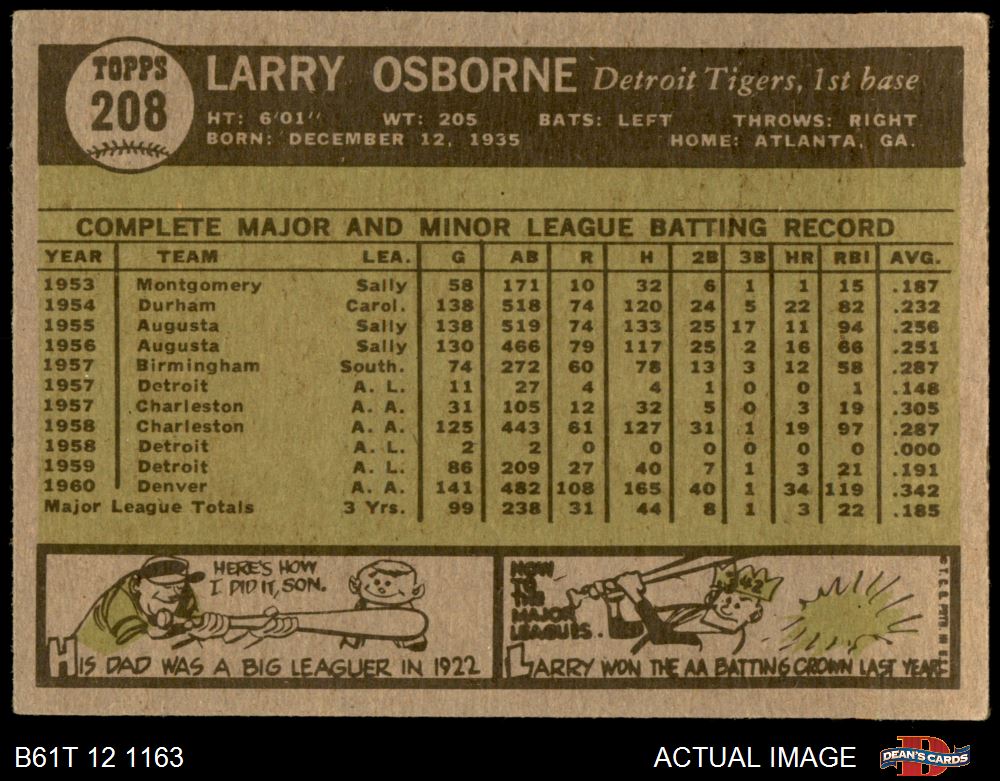 TOPPS
208
LARRY OSBORNE Detroit Tigers, 1st base
HT: 6'01" WT: 205 BATS: LEFT THROWS: RIGHT
BORN: DECEMBER 12, 1935 HOME: ATLANTA, GA.
COMPLETE MAJOR AND MINOR LEAGUE BATTING RECORD
YEAR TEAM LEA. G AB R H 2B 3B HR RBI AVG.
1953 Montgomery Sally 58 171 10 32 6 1 1 15 .187
1954 Durham Carol. 138 518 74 120 24 5 22 82 .232
1955 Augusta Sally 138 519 74 133 25 17 11 94 .256
1956 Augusta Sally 130 466 79 117 25 2 16 66 .251
1957 Birmingham South. 74 272 60 78 13 3 12 58 .287
1957 Detroit A. L. 11 27 4 4 1 0 0 1 .148
1957 Charleston A. A. 31 105 12 32 5 0 3 19 .305
1958 Charleston A. A. 125 443 61 127 31 1 19 97 .287
1958 Detroit A. L. 2 2 0 0 0 0 0 0 .000
1959 Detroit A. L. 86 209 27 40 7 1 3 21 .191
1960 Denver A. A. 141 482 108 165 40 1 34 119 .342
Major League Totals 3 Yrs. 99 238 31 44 8 1 3 22 .185
HERE'S HOW
I DID IT, SON.
HIS DAD WAS A BIG LEAGUER IN 1922
NOW
TO
THE
MAJOR
LEAGUES.
.342
LARRY WON THE AA BATTING CROWN LAST YEAR!
© T.C.G. PRTD. IN
B61T 12 1163 ACTUAL IMAGE
DEAN'S CARDS